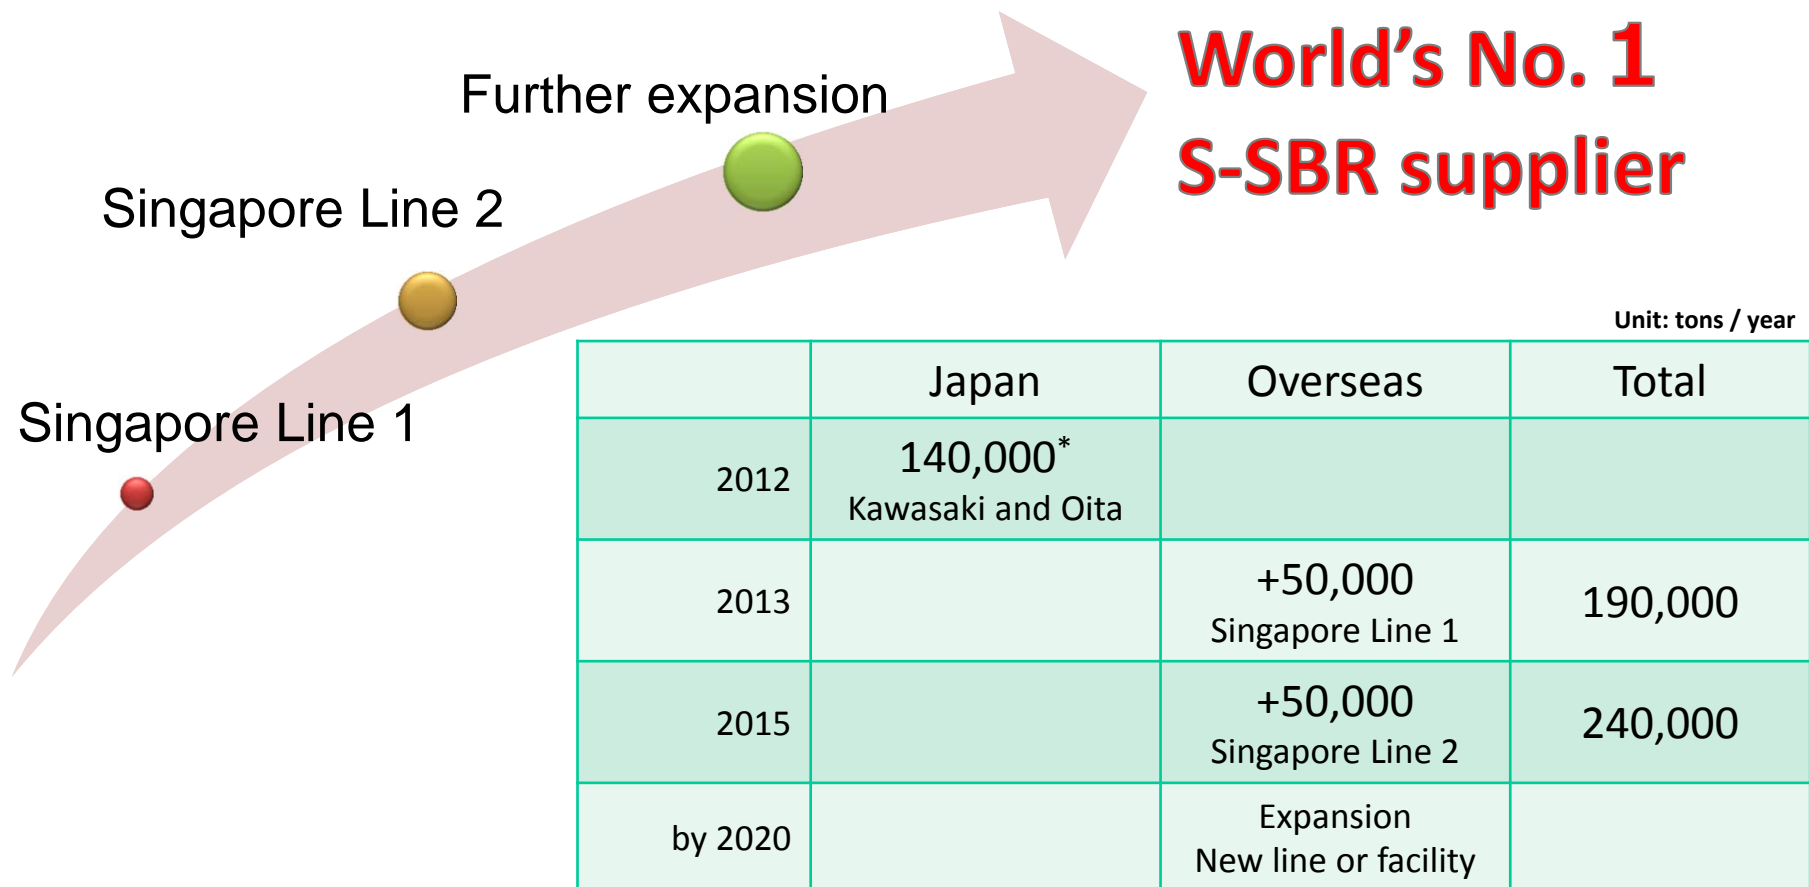 World's No. 1
S-SBR supplier
Further expansion
Singapore Line 2
Singapore Line 1
Unit: tons / year
Japan Overseas Total
2012 140,000*
Kawasaki and Oita
2013 +50,000 190,000
Singapore Line 1
2015 +50,000 240,000
Singapore Line 2
by 2020 Expansion
New line or facility